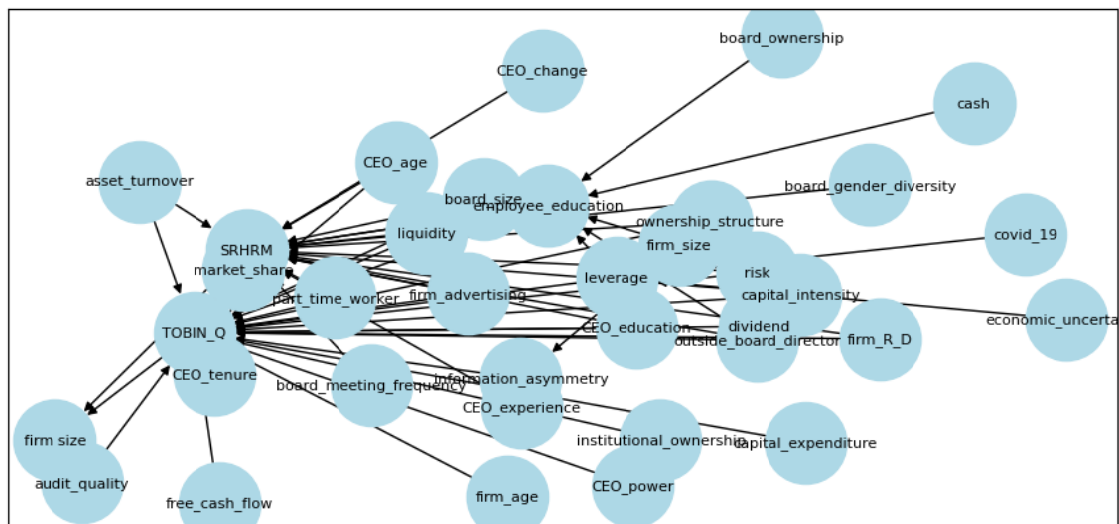 board_ownership
CEO_change
cash
CEO_age
asset_turnover
board_gender_diversity
board_size
employee_education
ownership_structure
liquidity
covid_19
SRHRM
firm_size
market_share
risk
leverage
part_time_worker
firm_advertising
capital_intensity
economic_uncerta
TOBIN_Q
CEO_education
dividend
outside_board_director
firm_R_D
CEO_tenure
board_meeting_frequency
information_asymmetry
CEO_experience
firm size
institutional_ownership
capital_expenditure
audit_quality
CEO_power
firm_age
free_cash_flow